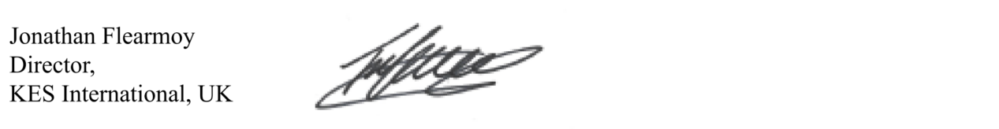 Jonathan Flearmoy
Director,
KES International, UK